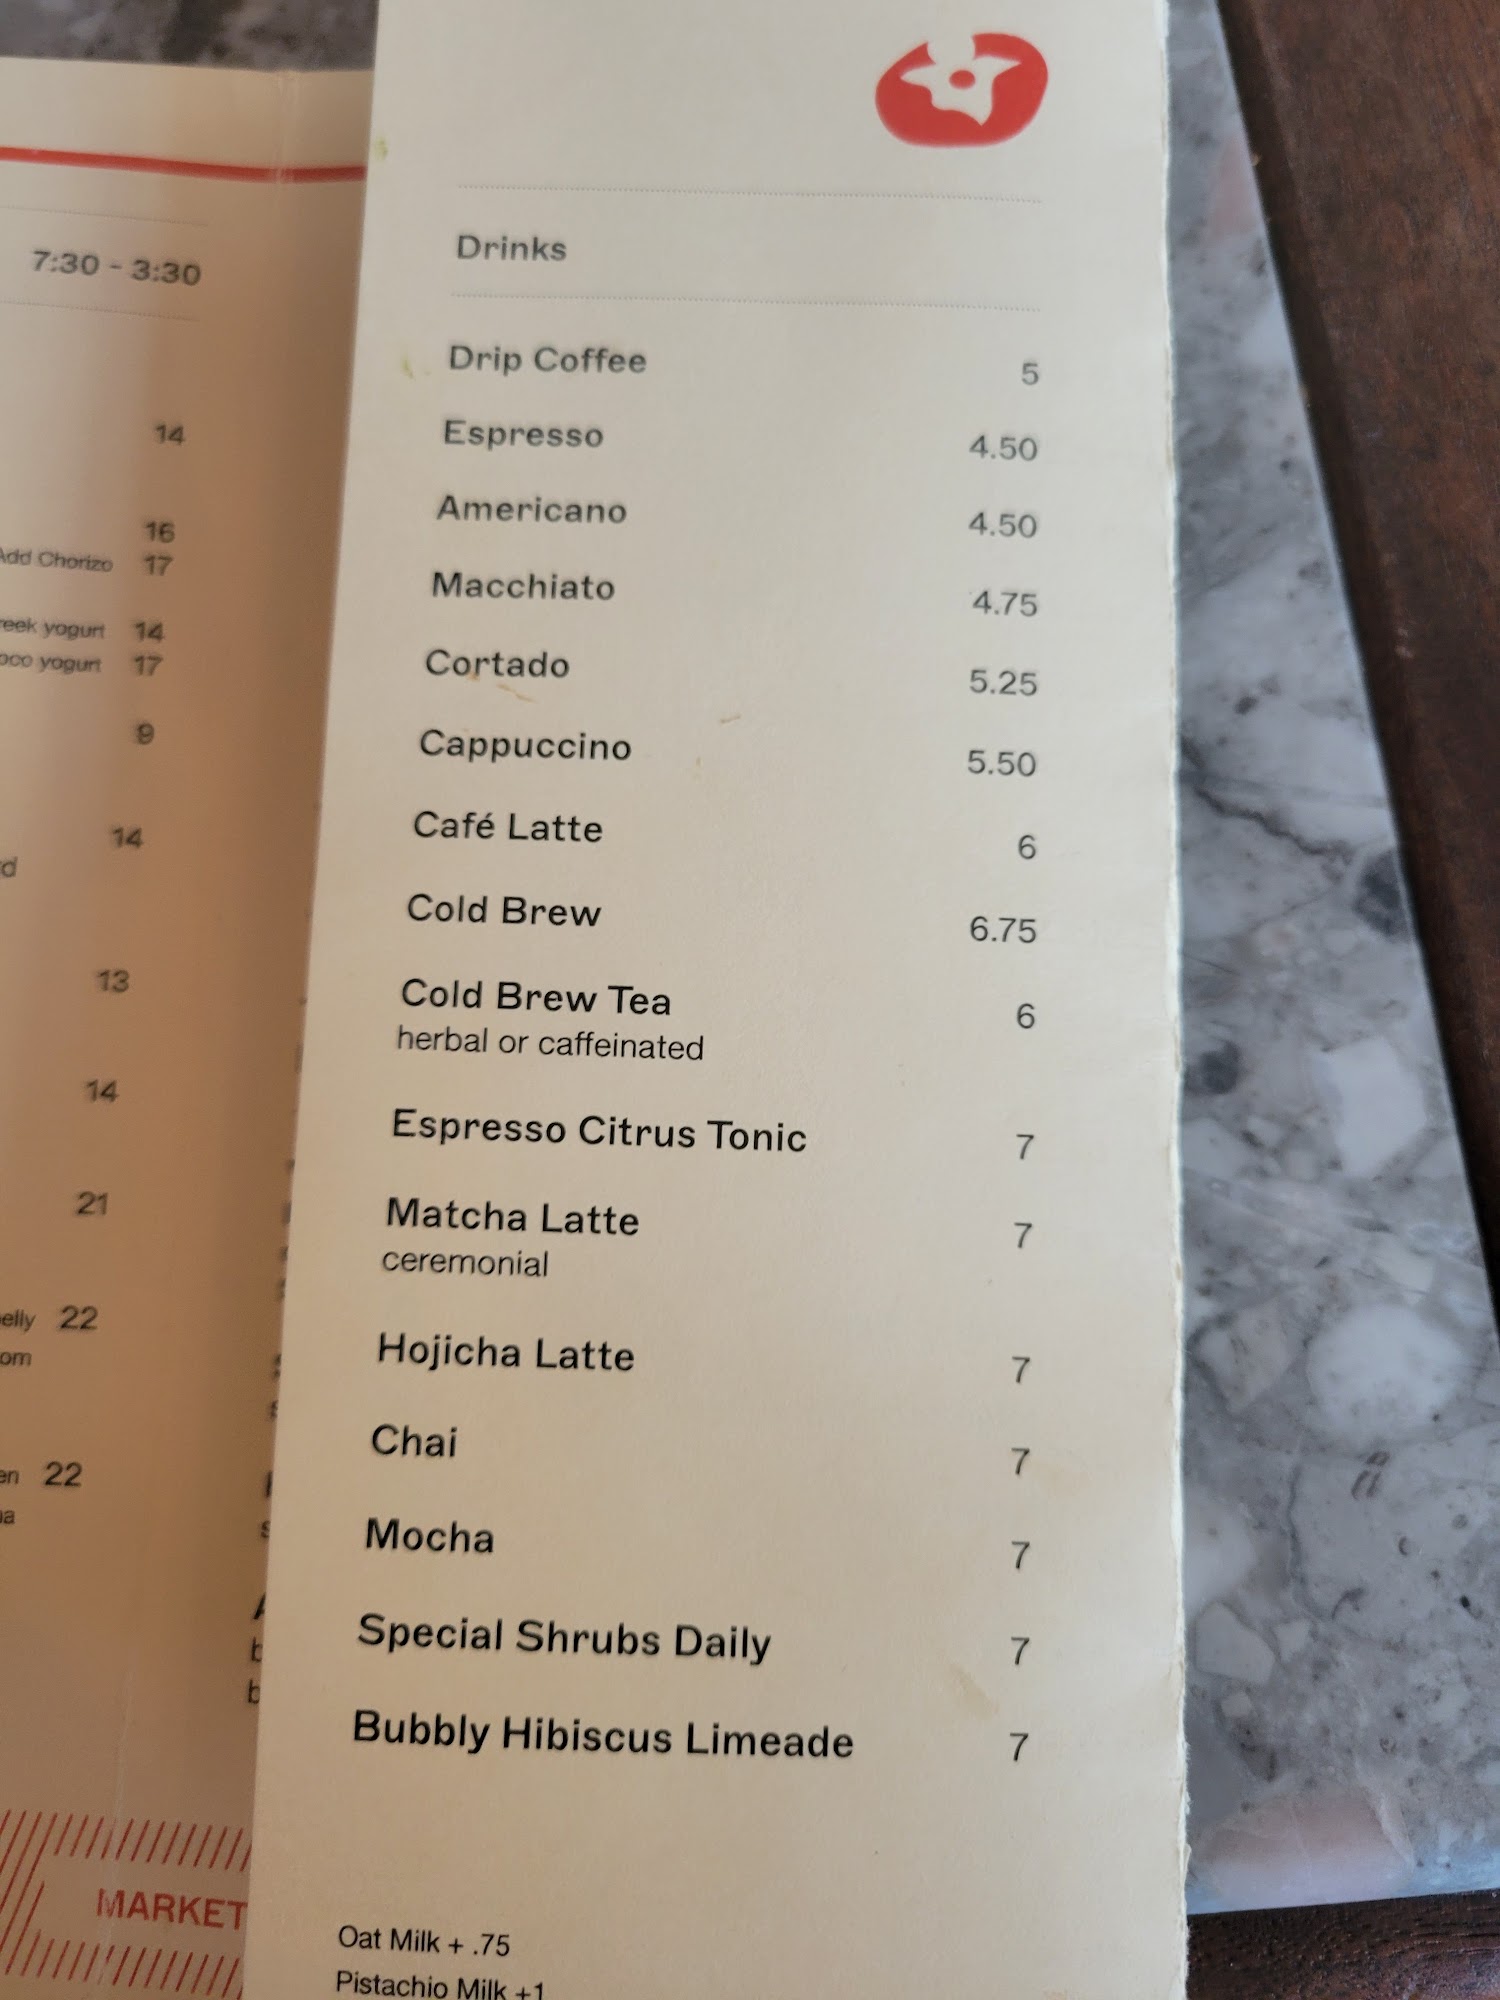 7:30 - 3:30
14
16
Add Chorizo 17
yogurt 14
yogurt 17
9
14
13
14
21
22
22
MARKET
Drinks
Drip Coffee 5
Espresso 4.50
Americano 4.50
Macchiato 4.75
Cortado 5.25
Cappuccino 5.50
Café Latte 6
Cold Brew 6.75
Cold Brew Tea 6
herbal or caffeinated
Espresso Citrus Tonic 7
Matcha Latte 7
ceremonial
Hojicha Latte 7
Chai 7
Mocha 7
Special Shrubs Daily 7
Bubbly Hibiscus Limeade 7
Oat Milk + .75
Pistachio Milk +1